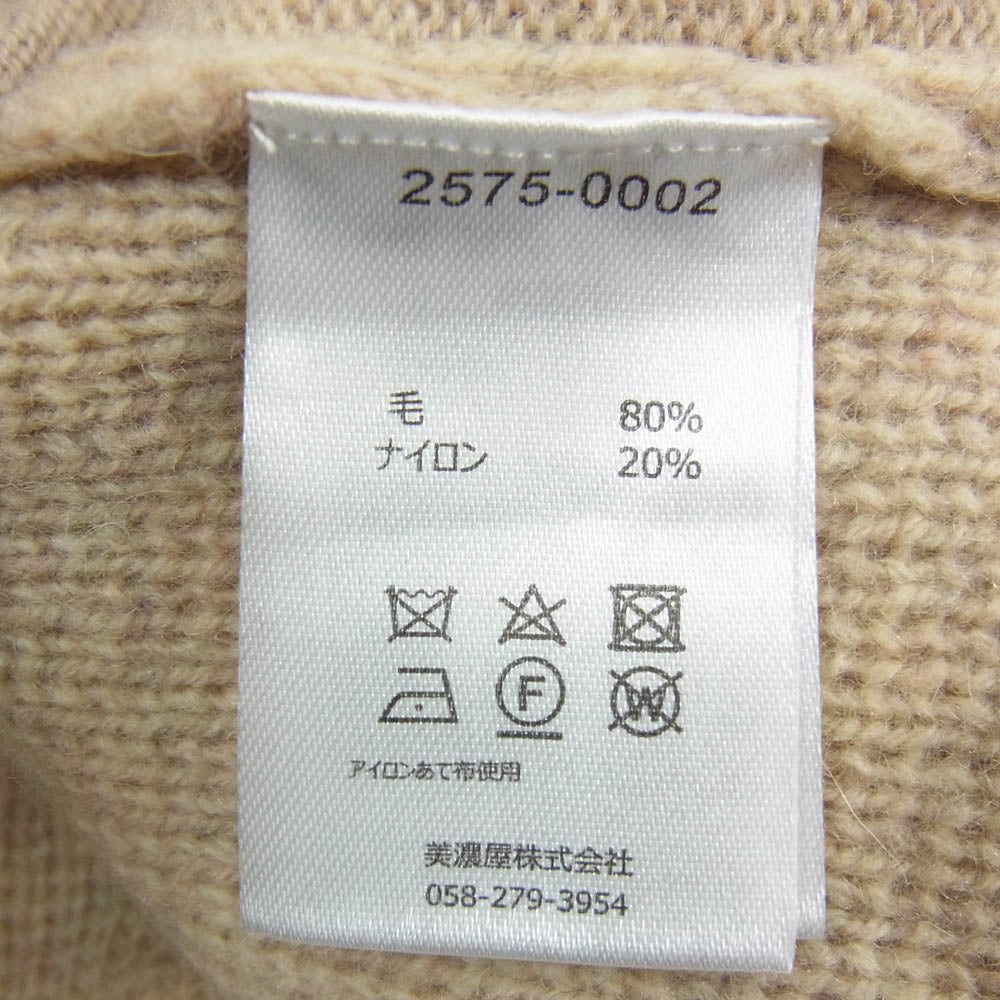 2575-0002
毛 80%
ナイロン 20%
F W
アイロンあて布使用
美濃屋株式会社
058-279-3954